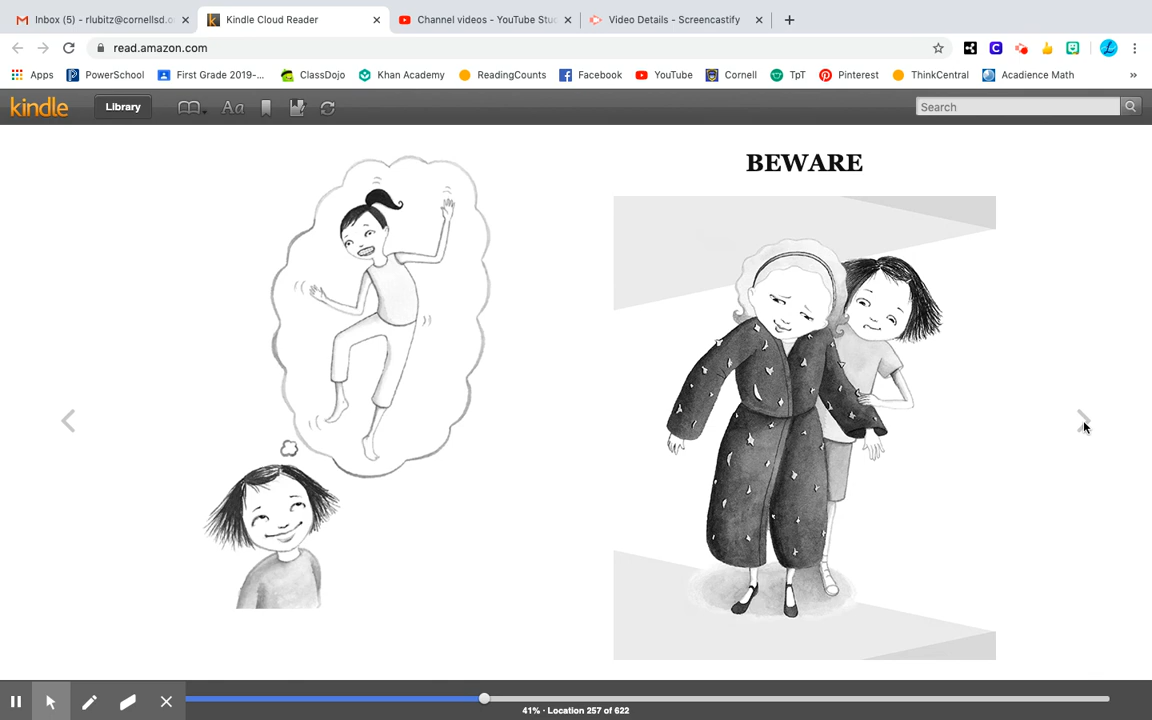 Inbox (5) - rlubitz@cornellsd.o
Kindle Cloud Reader
Channel videos - YouTube Stu
Video Details - Screencastify
read.amazon.com
Apps
PowerSchool
First Grade 2019-...
ClassDojo
Khan Academy
ReadingCounts
Facebook
YouTube
Cornell
TpT
Pinterest
ThinkCentral
Acadience Math
kindle
Library
Aa
Search
BEWARE
41% · Location 257 of 622